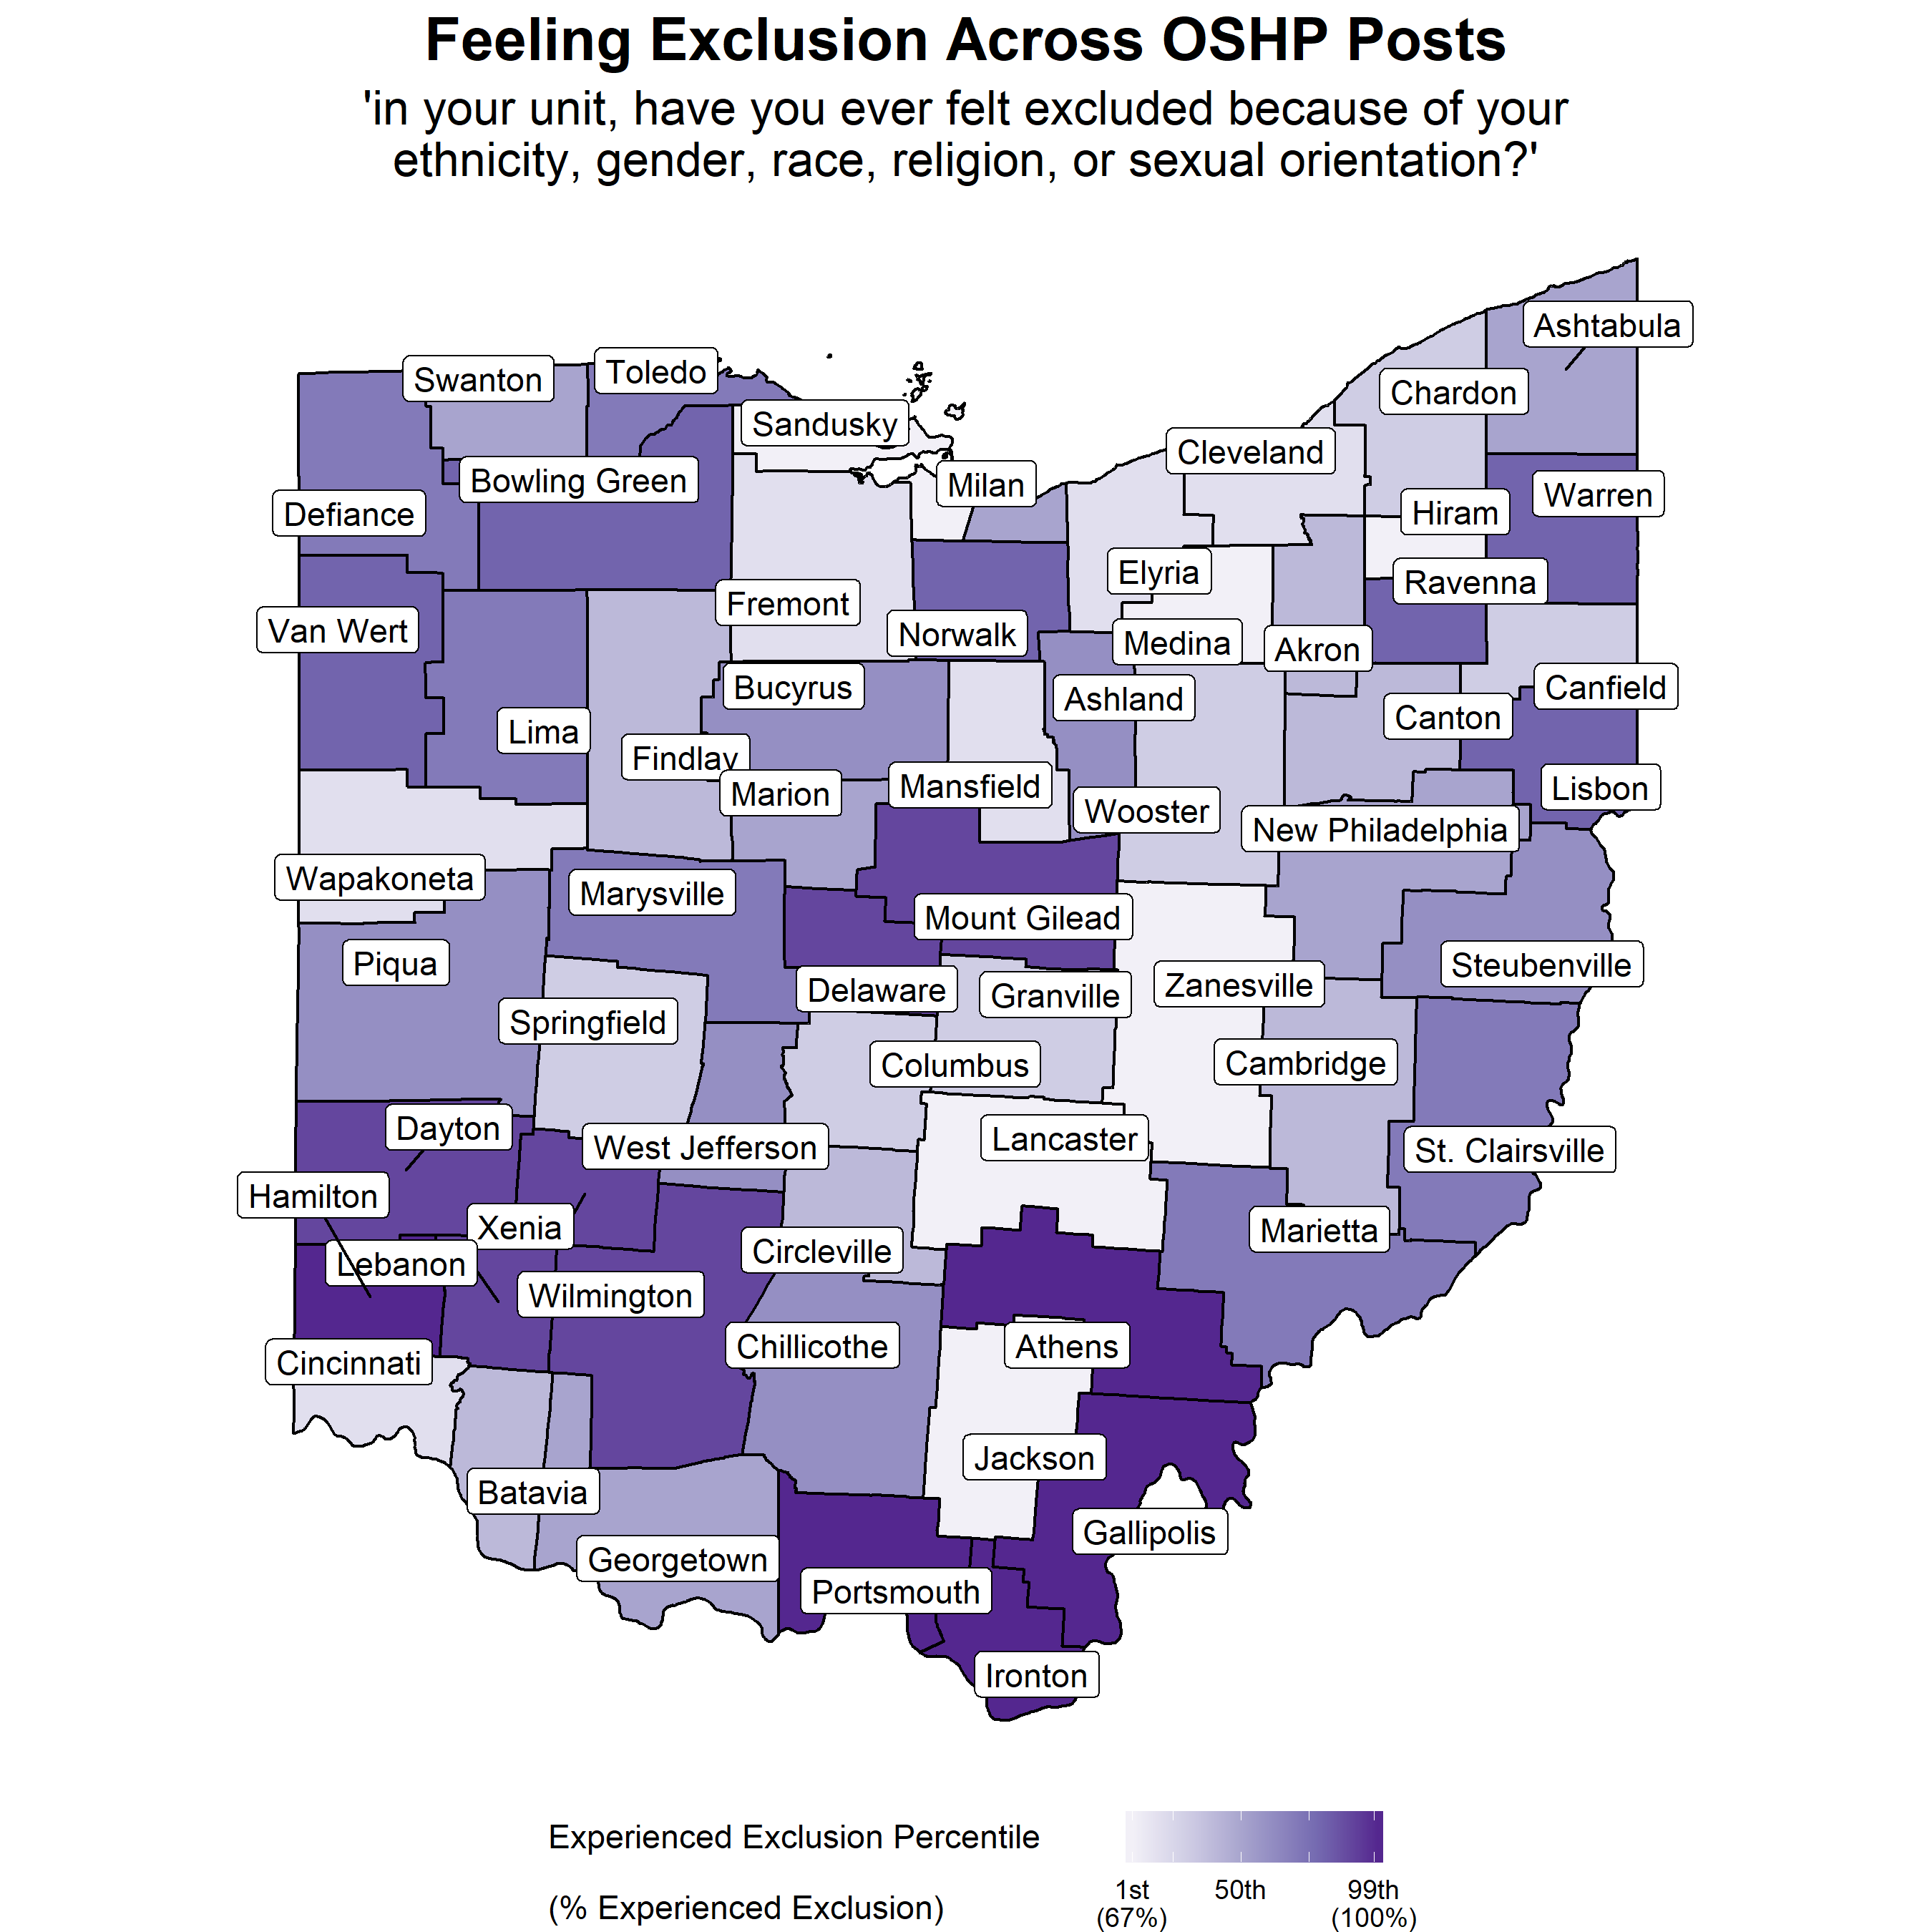 Feeling Exclusion Across OSHP Posts
'in your unit, have you ever felt excluded because of your
ethnicity, gender, race, religion, or sexual orientation?'
Ashtabula
Swanton
Toledo
Chardon
Sandusky
Cleveland
Bowling Green
Milan
Warren
Defiance
Hiram
Elyria
Ravenna
Fremont
Van Wert
Norwalk
Medina
Akron
Bucyrus
Canfield
Ashland
Canton
Lima
Findlay
Marion
Mansfield
Lisbon
Wooster
New Philadelphia
Wapakoneta
Marysville
Mount Gilead
Piqua
Steubenville
Delaware
Granville
Zanesville
Springfield
Columbus
Cambridge
Dayton
West Jefferson
Lancaster
St. Clairsville
Hamilton
Xenia
Marietta
Circleville
Lebanon
Wilmington
Chillicothe
Athens
Cincinnati
Jackson
Batavia
Gallipolis
Georgetown
Portsmouth
Ironton
Experienced Exclusion Percentile
(% Experienced Exclusion)
1st 50th 99th
(67%) (100%)